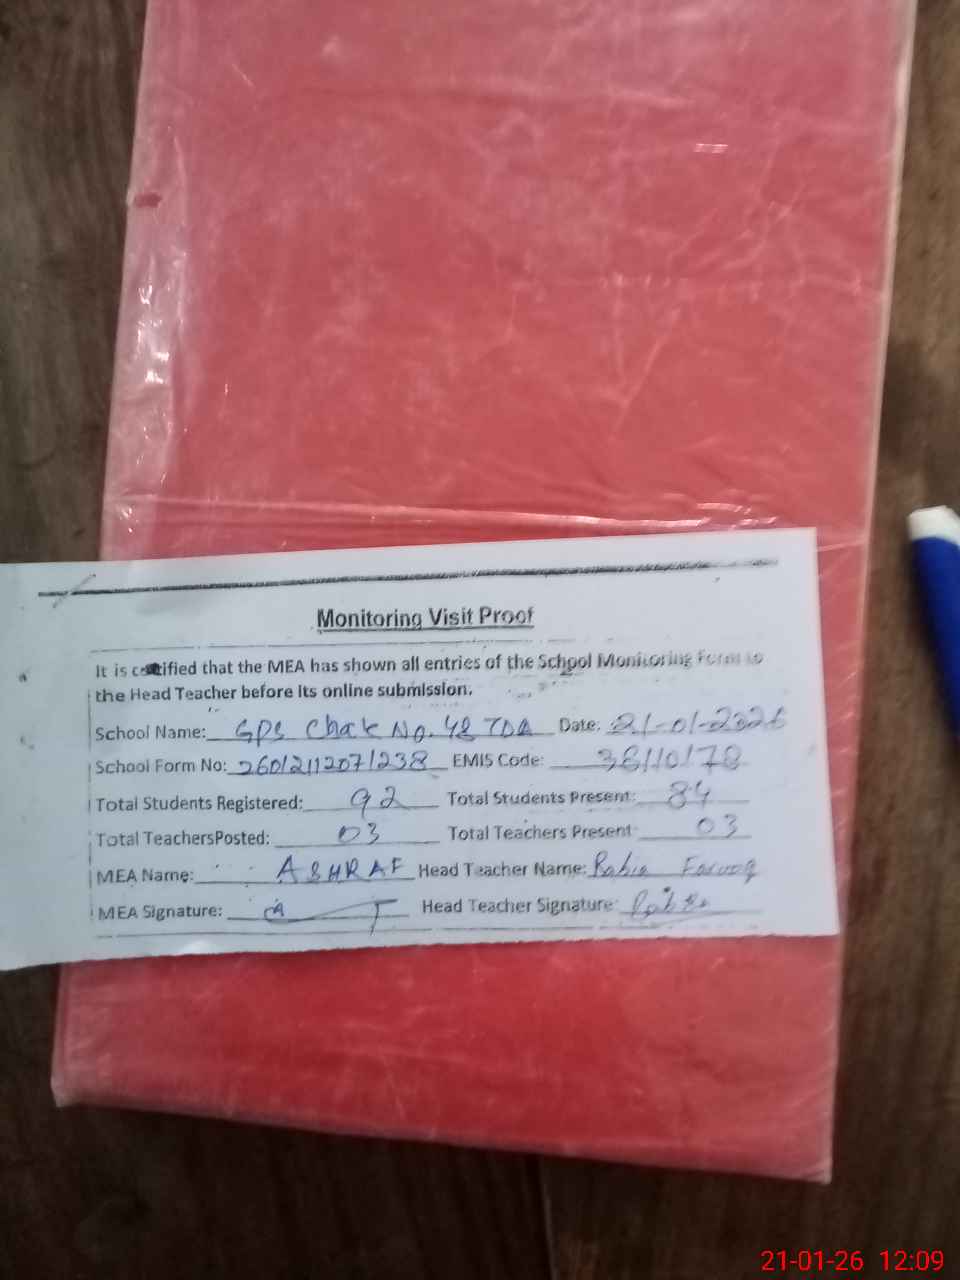 Monitoring Visit Proof
It is certified that the MEA has shown all entries of the School Monitoring Form to
the Head Teacher before its online submission.
School Name: GPS Chak No. 48 TDA Date: 21-01-2026
School Form No: 26012112071238 EMIS Code: 38110178
Total Students Registered: 92 Total Students Present: 84
Total TeachersPosted: 03 Total Teachers Present 03
MEA Name: ASHRAF Head Teacher Name: Rabia Farooq
MEA Signature: Head Teacher Signature: Rabia
21-01-26 12:09